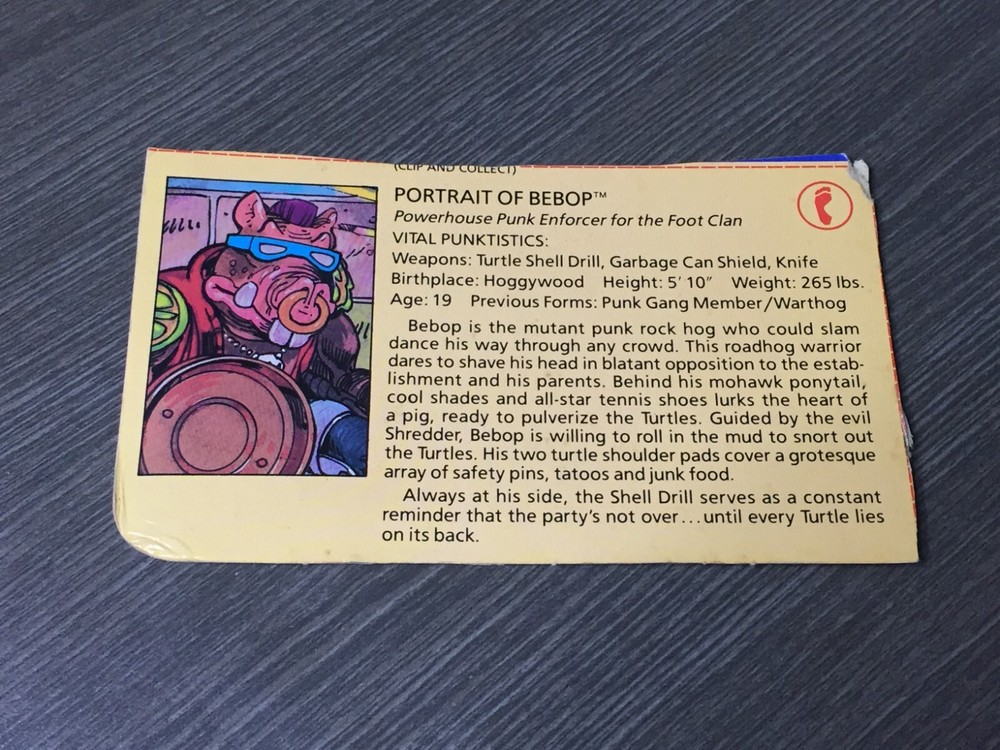 (CLIP AND COLLECT)
PORTRAIT OF BEBOP™
Powerhouse Punk Enforcer for the Foot Clan
VITAL PUNKTISTICS:
Weapons: Turtle Shell Drill, Garbage Can Shield, Knife
Birthplace: Hoggywood Height: 5' 10" Weight: 265 lbs.
Age: 19 Previous Forms: Punk Gang Member/Warthog
Bebop is the mutant punk rock hog who could slam
dance his way through any crowd. This roadhog warrior
dares to shave his head in blatant opposition to the estab-
lishment and his parents. Behind his mohawk ponytail,
cool shades and all-star tennis shoes lurks the heart of
a pig, ready to pulverize the Turtles. Guided by the evil
Shredder, Bebop is willing to roll in the mud to snort out
the Turtles. His two turtle shoulder pads cover a grotesque
array of safety pins, tatoos and junk food.
Always at his side, the Shell Drill serves as a constant
reminder that the party's not over...until every Turtle lies
on its back.